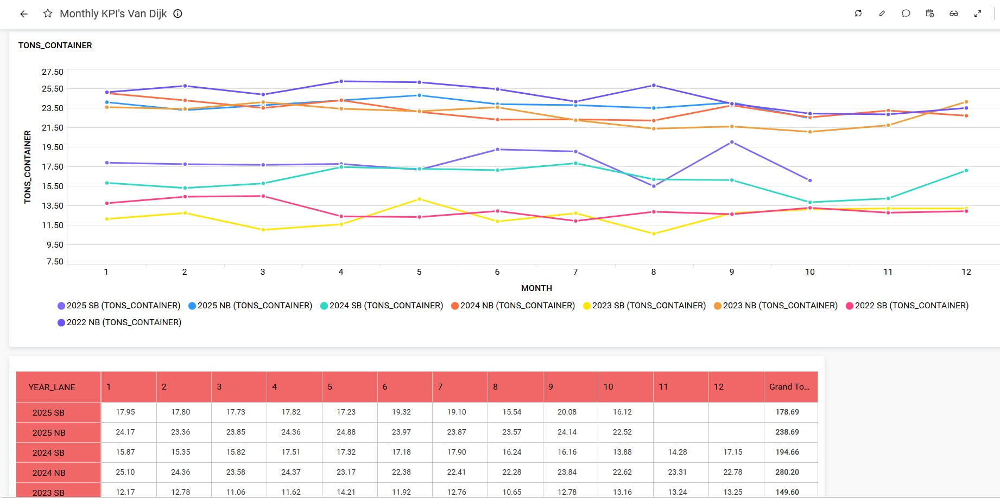 Monthly KPI's Van Dijk
TONS_CONTAINER
27.50
25.50
23.50
21.50
19.50
17.50
15.50
13.50
11.50
9.50
7.50
TONS_CONTAINER
1 2 3 4 5 6 7 8 9 10 11 12
MONTH
2025 SB (TONS_CONTAINER) 2025 NB (TONS_CONTAINER) 2024 SB (TONS_CONTAINER) 2024 NB (TONS_CONTAINER) 2023 SB (TONS_CONTAINER) 2023 NB (TONS_CONTAINER) 2022 SB (TONS_CONTAINER)
2022 NB (TONS_CONTAINER)
YEAR_LANE 1 2 3 4 5 6 7 8 9 10 11 12 Grand To...
2025 SB 17.95 17.80 17.73 17.82 17.23 19.32 19.10 15.54 20.08 16.12 178.69
2025 NB 24.17 23.36 23.85 24.36 24.88 23.97 23.87 23.57 24.14 22.52 238.69
2024 SB 15.87 15.35 15.82 17.51 17.32 17.18 17.90 16.24 16.16 13.88 14.28 17.15 194.66
2024 NB 25.10 24.36 23.58 24.37 23.17 22.38 22.41 22.28 23.84 22.62 23.31 22.78 280.20
2023 SB 12.17 12.78 11.06 11.62 14.21 11.92 12.76 10.65 12.78 13.16 13.24 13.25 149.60